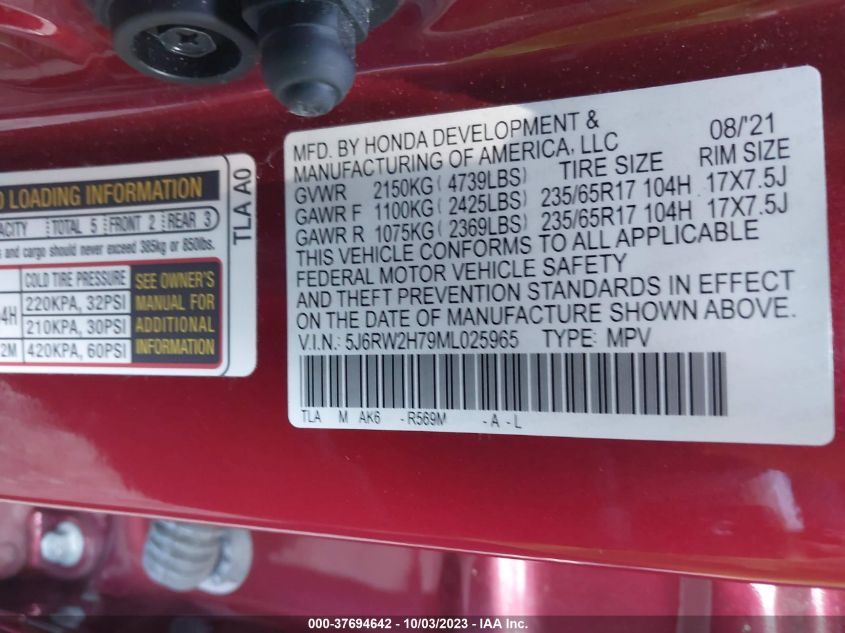 MFD. BY HONDA DEVELOPMENT & 08/'21
MANUFACTURING OF AMERICA, LLC TIRE SIZE RIM SIZE
GVWR 2150KG ( 4739LBS)
GAWR F 1100KG ( 2425LBS) 235/65R17 104H 17X7.5J
GAWR R 1075KG ( 2369LBS) 235/65R17 104H 17X7.5J
THIS VEHICLE CONFORMS TO ALL APPLICABLE
FEDERAL MOTOR VEHICLE SAFETY
AND THEFT PREVENTION STANDARDS IN EFFECT
ON THE DATE OF MANUFACTURE SHOWN ABOVE.
V.I.N.: 5J6RW2H79ML025965 TYPE: MPV
TLA M AK6 -R569M -A -L
LOADING INFORMATION
TOTAL 5 FRONT 2 REAR 3
and cargo should never exceed 385kg or 850lbs.
COLD TIRE PRESSURE
220KPA, 32PSI
210KPA, 30PSI
420KPA, 60PSI
SEE OWNER'S
MANUAL FOR
ADDITIONAL
INFORMATION
TLA A0
000-37694642 - 10/03/2023 - IAA Inc.